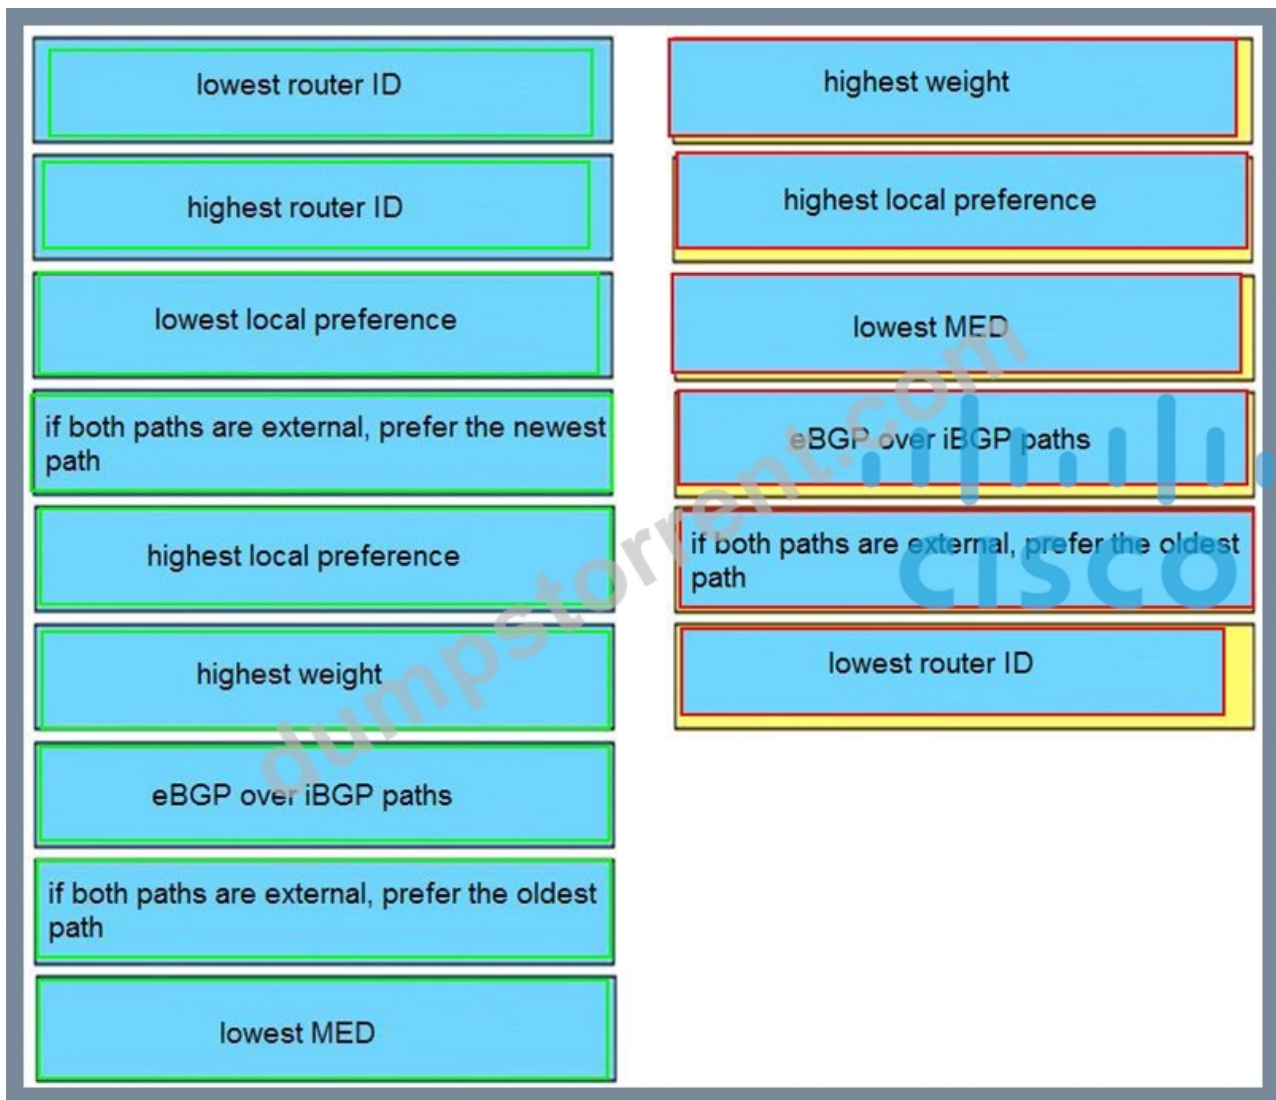 lowest router ID
highest router ID
lowest local preference
if both paths are external, prefer the newest
path
highest local preference
highest weight
eBGP over iBGP paths
if both paths are external, prefer the oldest
path
lowest MED
highest weight
highest local preference
lowest MED
eBGP over iBGP paths
if both paths are external, prefer the oldest
path
lowest router ID
dumpstorrent.com
CISCO